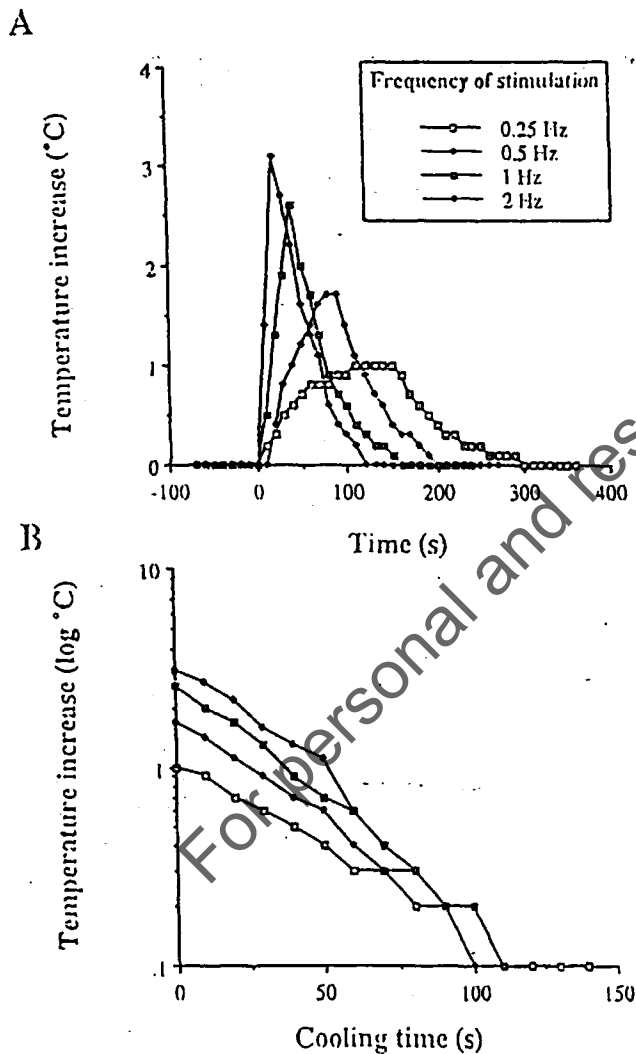 A
Temperature increase (°C)
4
3
2
1
0
Frequency of stimulation
0.25 Hz
0.5 Hz
1 Hz
2 Hz
-100
0
100
200
300
400
Time (s)
B
Temperature increase (log °C)
10
1
.1
0
50
100
150
Cooling time (s)
For personal and res